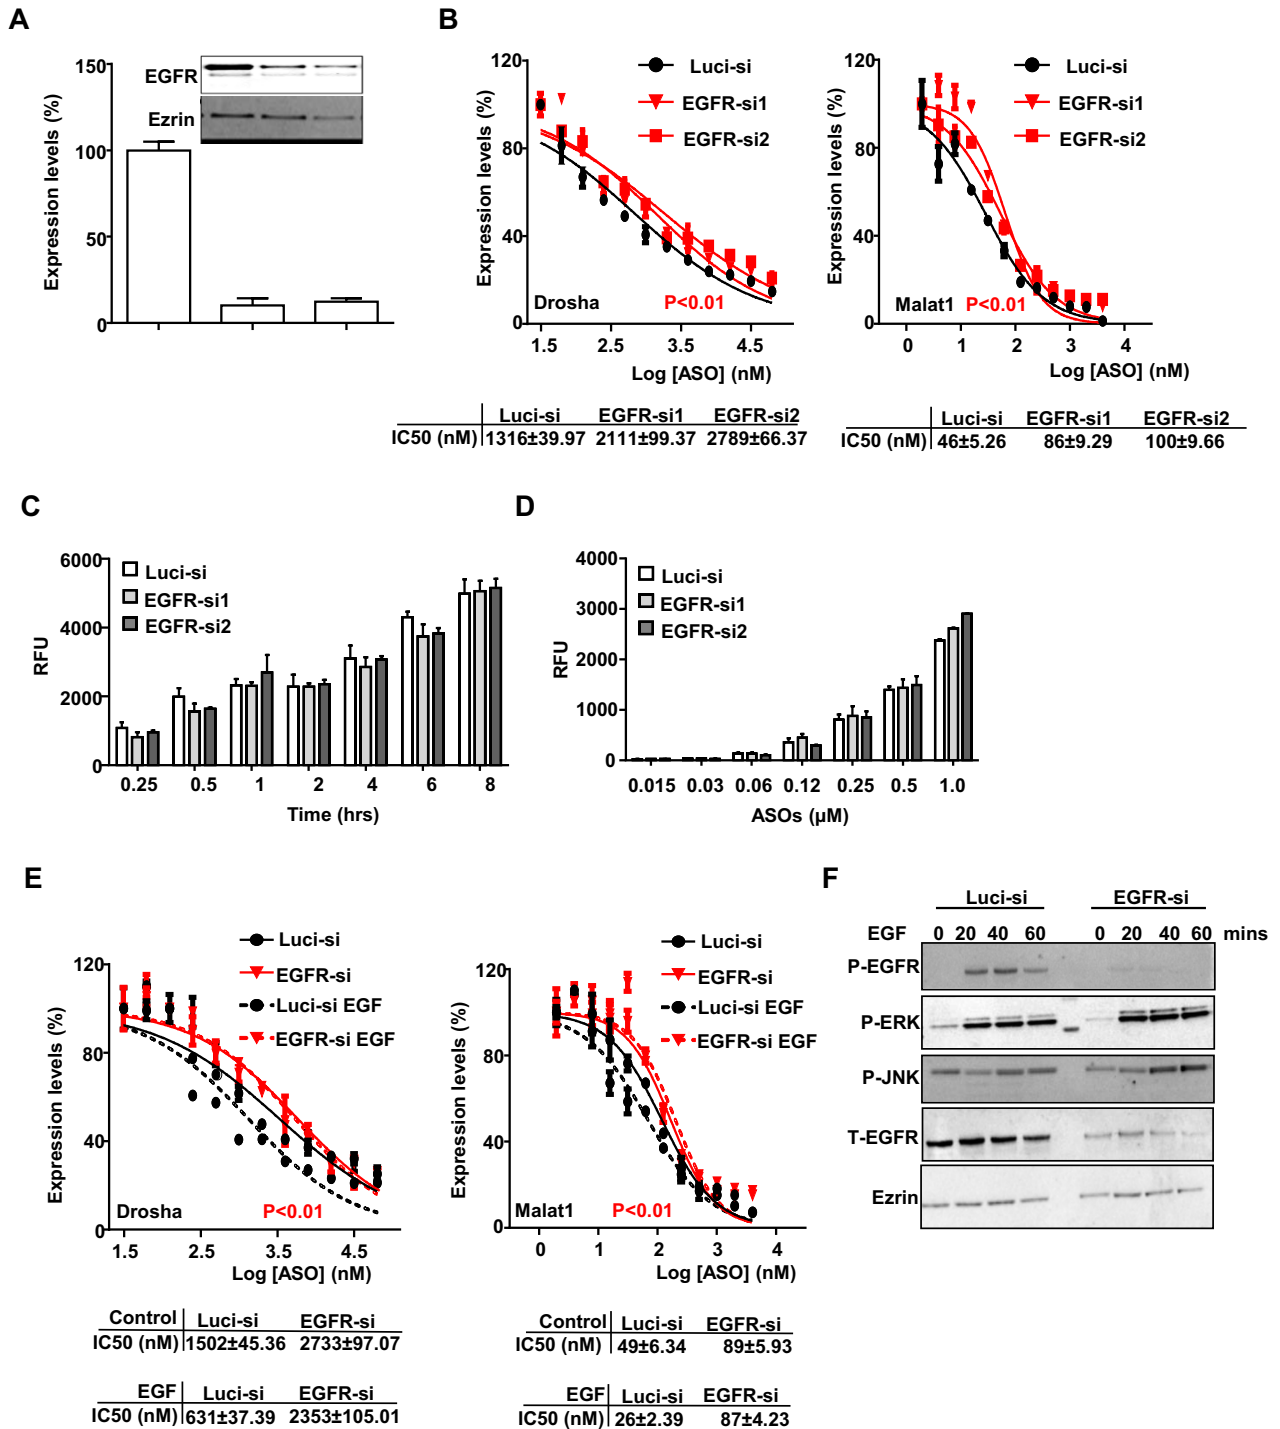 A
Expression levels (%)
150
100
50
0
EGFR
Ezrin
B
Expression levels (%)
120
80
40
0
Luci-si
EGFR-si1
EGFR-si2
Drosha
P<0.01
1.5 2.5 3.5 4.5
Log [ASO] (nM)
Luci-si EGFR-si1 EGFR-si2
IC50 (nM) 1316±39.97 2111±99.37 2789±66.37
Expression levels (%)
120
80
40
0
Luci-si
EGFR-si1
EGFR-si2
Malat1 P<0.01
0 1 2 3 4
Log [ASO] (nM)
Luci-si EGFR-si1 EGFR-si2
IC50 (nM) 46±5.26 86±9.29 100±9.66
C
RFU
6000
4000
2000
0
Luci-si
EGFR-si1
EGFR-si2
0.25 0.5 1 2 4 6 8
Time (hrs)
D
RFU
4000
3000
2000
1000
0
Luci-si
EGFR-si1
EGFR-si2
0.015 0.03 0.06 0.12 0.25 0.5 1.0
ASOs (µM)
E
Expression levels (%)
120
80
40
0
Luci-si
EGFR-si
Luci-si EGF
EGFR-si EGF
Drosha P<0.01
1.5 2.5 3.5 4.5
Log [ASO] (nM)
Control Luci-si EGFR-si
IC50 (nM) 1502±45.36 2733±97.07
EGF Luci-si EGFR-si
IC50 (nM) 631±37.39 2353±105.01
Expression levels (%)
120
80
40
0
Luci-si
EGFR-si
Luci-si EGF
EGFR-si EGF
Malat1 P<0.01
0 1 2 3 4
Log [ASO] (nM)
Control Luci-si EGFR-si
IC50 (nM) 49±6.34 89±5.93
EGF Luci-si EGFR-si
IC50 (nM) 26±2.39 87±4.23
F
Luci-si EGFR-si
EGF 0 20 40 60 0 20 40 60 mins
P-EGFR
P-ERK
P-JNK
T-EGFR
Ezrin